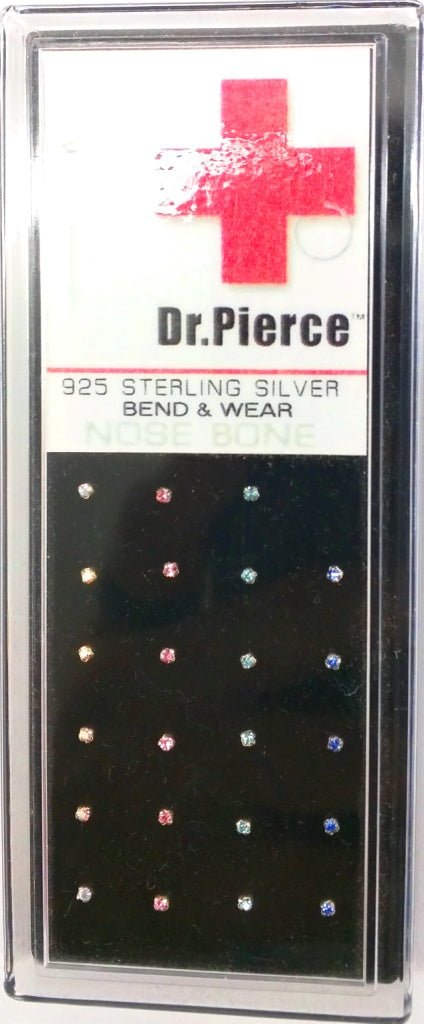 Dr.Pierce™
925 STERLING SILVER
BEND & WEAR
NOSE BONE